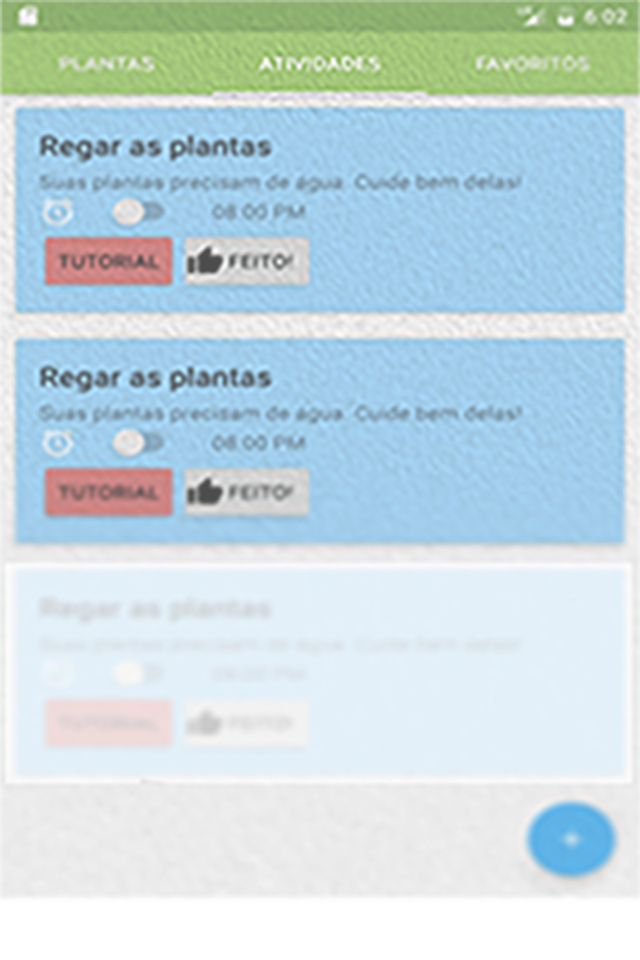 6:02
PLANTAS ATIVIDADES FAVORITOS
Regar as plantas
Suas plantas precisam de água. Cuide bem delas!
08:00 PM
TUTORIAL FEITO!
Regar as plantas
Suas plantas precisam de água. Cuide bem delas!
08:00 PM
TUTORIAL FEITO!
Regar as plantas
Suas plantas precisam de água. Cuide bem delas!
08:00 PM
TUTORIAL FEITO!
+